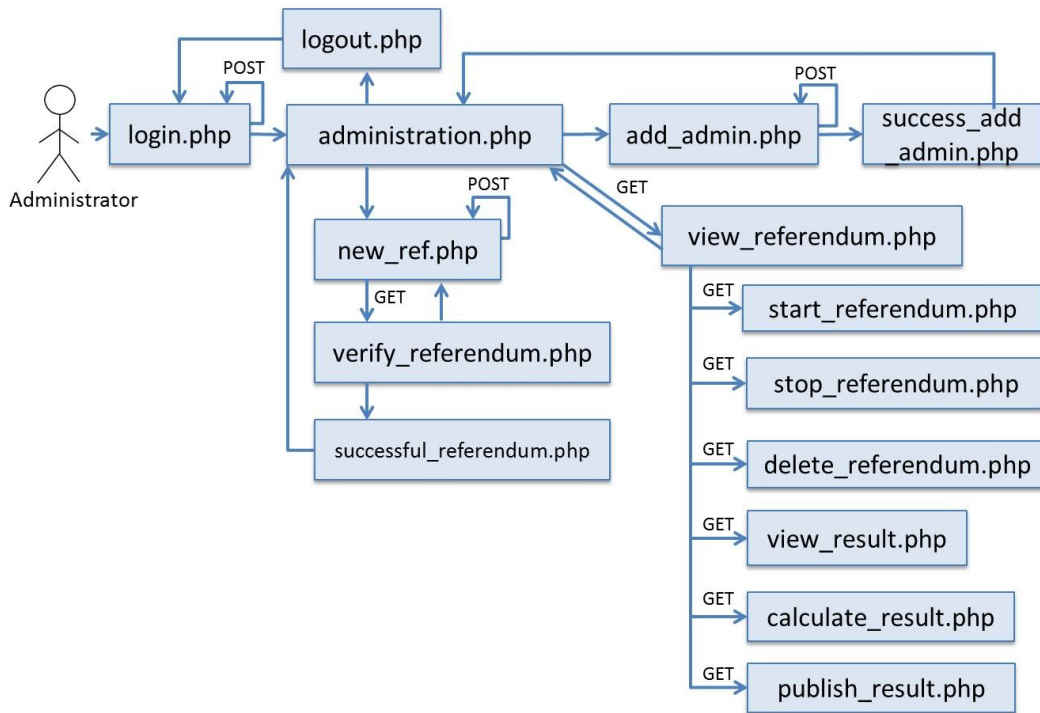 logout.php
POST
POST
login.php
administration.php
add_admin.php
success_add
_admin.php
Administrator
GET
POST
new_ref.php
view_referendum.php
GET
GET
start_referendum.php
verify_referendum.php
GET
stop_referendum.php
successful_referendum.php
GET
delete_referendum.php
GET
view_result.php
GET
calculate_result.php
GET
publish_result.php